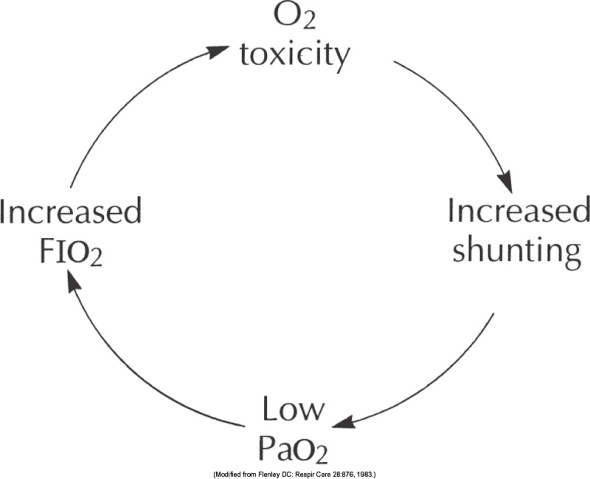 O₂
toxicity
Increased
shunting
Low
PaO₂
Increased
FIO₂
(Modified from Flenley DC: Respir Care 28:876, 1983.)